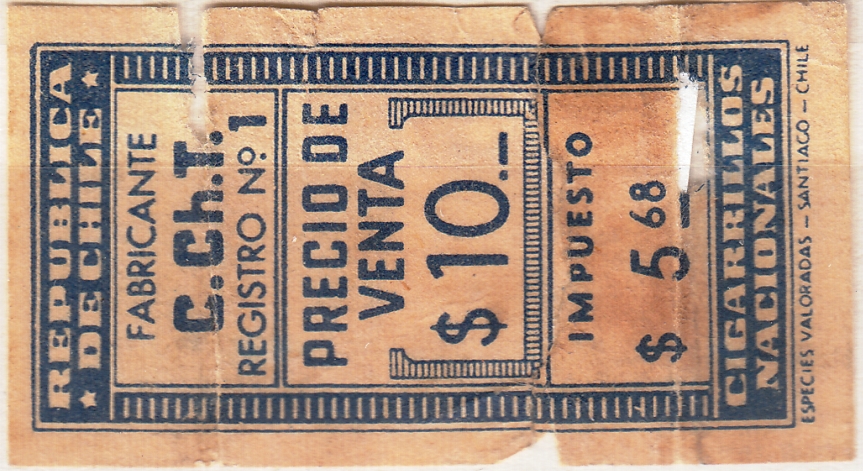 REPUBLICA
DE CHILE
FABRICANTE
C.Ch.T.
REGISTRO Nº 1
PRECIO DE
VENTA
$ 10.—
IMPUESTO
$ 5 68
CIGARRILLOS
NACIONALES
ESPECIES VALORADAS – SANTIAGO – CHILE